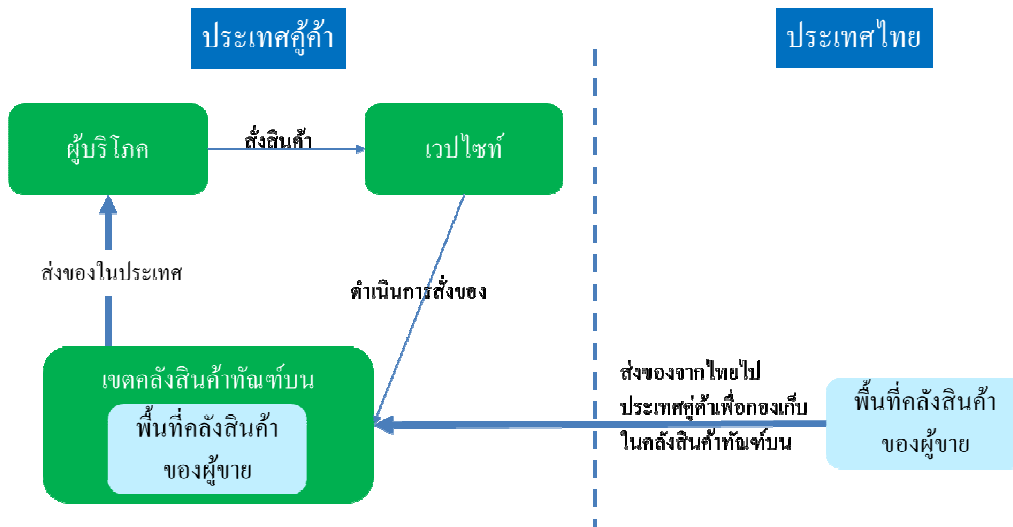 ประเทศคู้ค้า
ประเทศไทย
ผู้บริโภค
สั่งสินค้า
เวปไซท์
ส่งของในประเทศ
ดำเนินการสั่งของ
เขตคลังสินค้าทัณฑ์บน
พื้นที่คลังสินค้า
ของผู้ขาย
ส่งของจากไทยไป
ประเทศคู่ค้าเพื่อกองเก็บ
ในคลังสินค้าทัณฑ์บน
พื้นที่คลังสินค้า
ของผู้ขาย